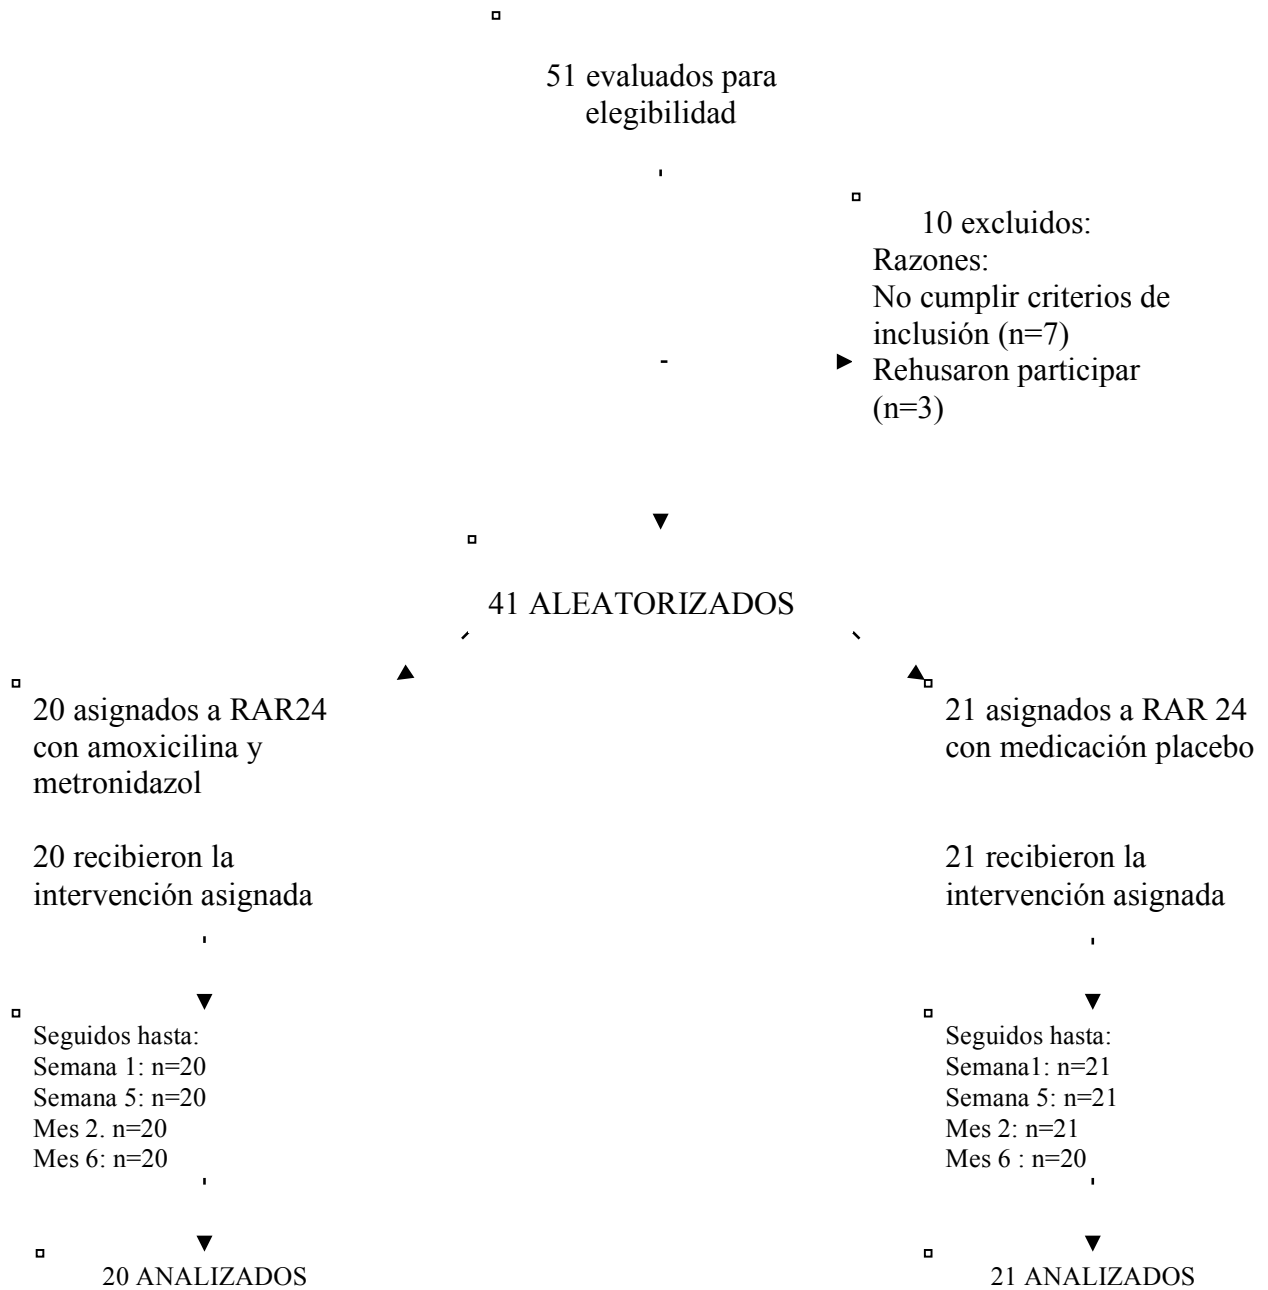 51 evaluados para
elegibilidad
10 excluidos:
Razones:
No cumplir criterios de
inclusión (n=7)
Rehusaron participar
(n=3)
41 ALEATORIZADOS
20 asignados a RAR24
con amoxicilina y
metronidazol
20 recibieron la
intervención asignada
21 asignados a RAR 24
con medicación placebo
21 recibieron la
intervención asignada
Seguidos hasta:
Semana 1: n=20
Semana 5: n=20
Mes 2. n=20
Mes 6: n=20
Seguidos hasta:
Semana1: n=21
Semana 5: n=21
Mes 2: n=21
Mes 6 : n=20
20 ANALIZADOS
21 ANALIZADOS